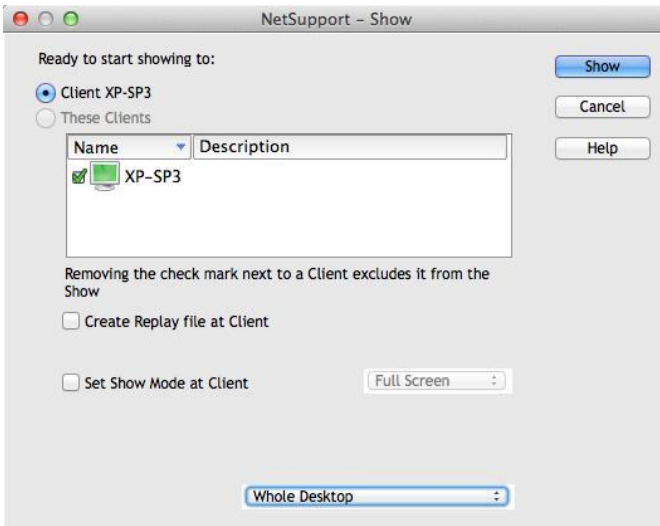 NetSupport – Show
Ready to start showing to:
Show
Client XP-SP3
Cancel
These Clients
Name Description
Help
XP-SP3
Removing the check mark next to a Client excludes it from the
Show
Create Replay file at Client
Set Show Mode at Client Full Screen
Whole Desktop